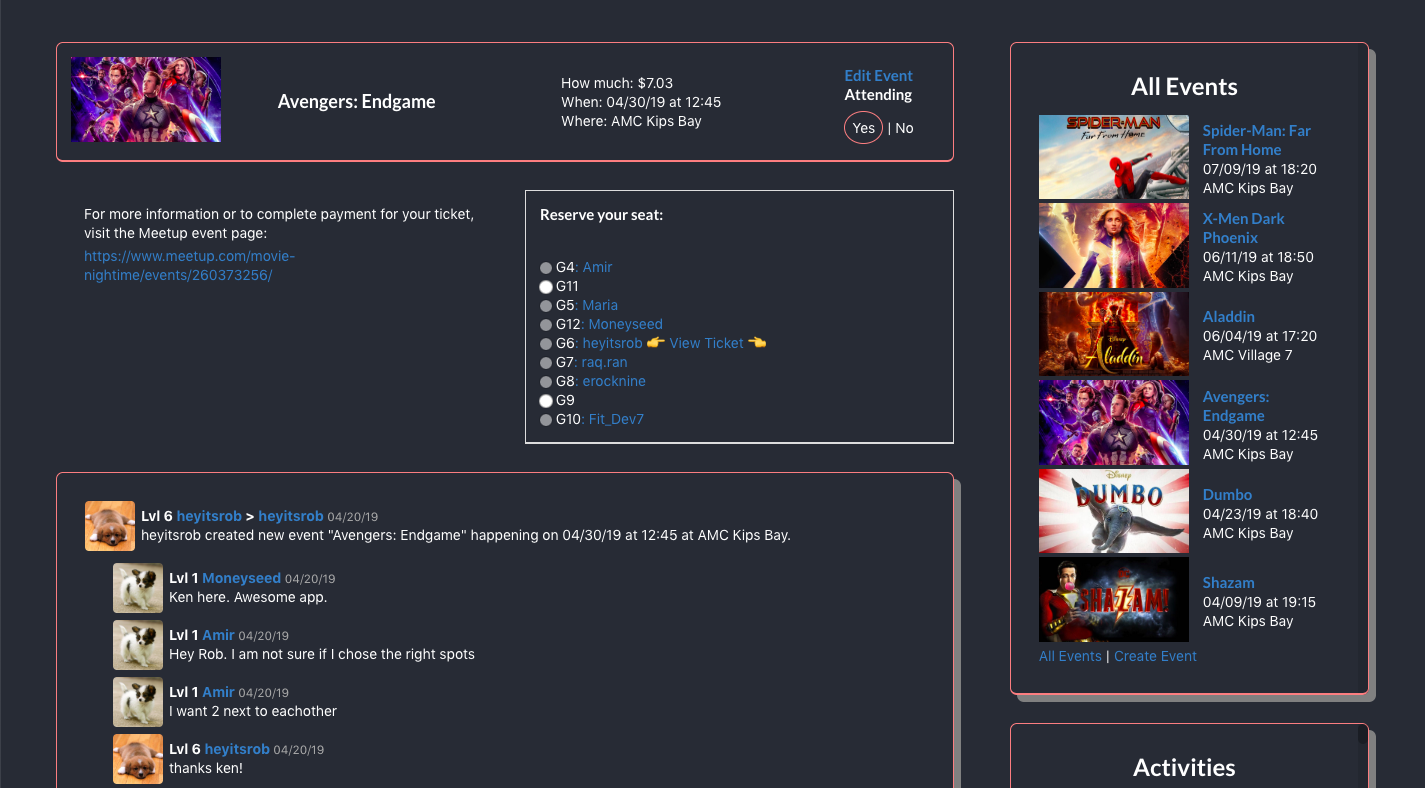 Avengers: Endgame
How much: $7.03
When: 04/30/19 at 12:45
Where: AMC Kips Bay
Edit Event
Attending
Yes | No
For more information or to complete payment for your ticket,
visit the Meetup event page:
https://www.meetup.com/movie-
nightime/events/260373256/
Reserve your seat:
G4: Amir
G11
G5: Maria
G12: Moneyseed
G6: heyitsrob 👉 View Ticket 👈
G7: raq.ran
G8: erocknine
G9
G10: Fit_Dev7
Lvl 6 heyitsrob > heyitsrob 04/20/19
heyitsrob created new event "Avengers: Endgame" happening on 04/30/19 at 12:45 at AMC Kips Bay.
Lvl 1 Moneyseed 04/20/19
Ken here. Awesome app.
Lvl 1 Amir 04/20/19
Hey Rob. I am not sure if I chose the right spots
Lvl 1 Amir 04/20/19
I want 2 next to eachother
Lvl 6 heyitsrob 04/20/19
thanks ken!
All Events
SPIDER-MAN
Far From Home
Spider-Man: Far
From Home
07/09/19 at 18:20
AMC Kips Bay
X-Men Dark
Phoenix
06/11/19 at 18:50
AMC Kips Bay
Disney
Aladdin
Aladdin
06/04/19 at 17:20
AMC Village 7
Avengers:
Endgame
04/30/19 at 12:45
AMC Kips Bay
Disney
DUMBO
Dumbo
04/23/19 at 18:40
AMC Kips Bay
SHAZAM!
Shazam
04/09/19 at 19:15
AMC Kips Bay
All Events | Create Event
Activities